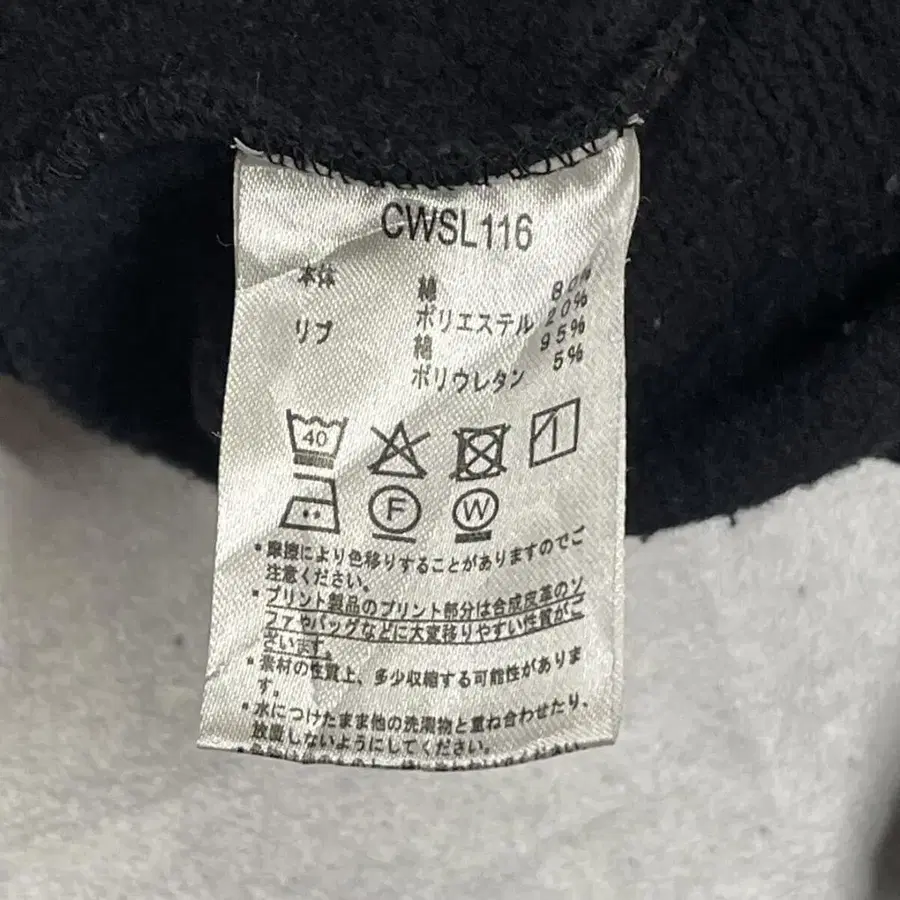 CWSL116
本体 綿 80%
ポリエステル 20%
リブ 綿 95%
ポリウレタン 5%
40
F W
・摩擦により色移りすることがありますのでご
注意ください。
・プリント製品のプリント部分は合成皮革のソ
ファやバッグなどに大変移りやすい性質がご
ざいます。
・素材の性質上、多少収縮する可能性がありま
す。
・水につけたまま他の洗濯物と重ね合わせたり、
放置しないようにしてください。